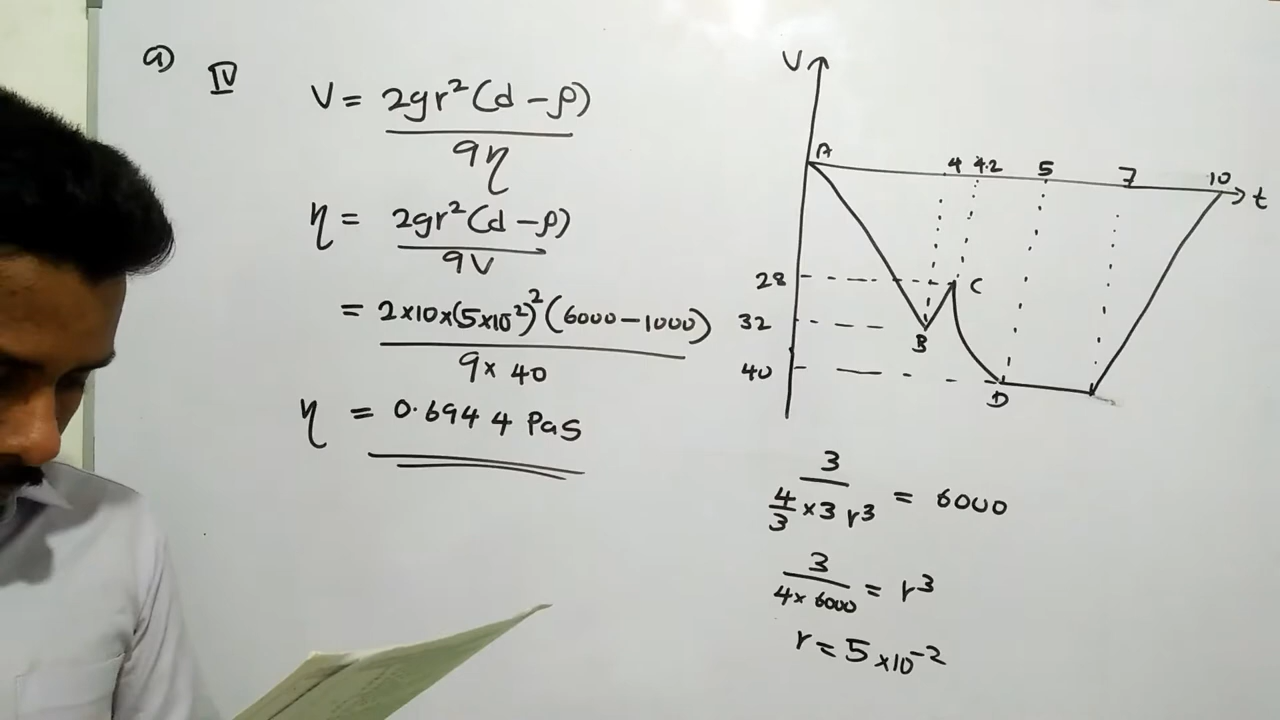 a) IV
V = 2gr²(d - ρ) / 9η
η = 2gr²(d - ρ) / 9V
= 2×10×(5×10⁻²)²(6000 - 1000) / 9 × 40
η = 0.6944 Pas
V
A 4 4.2 5 7 10 t
28 C
32 B
40 D
3 / 4/3 × 3 r³ = 6000
3 / 4× 6000 = r³
r = 5 ×10⁻²